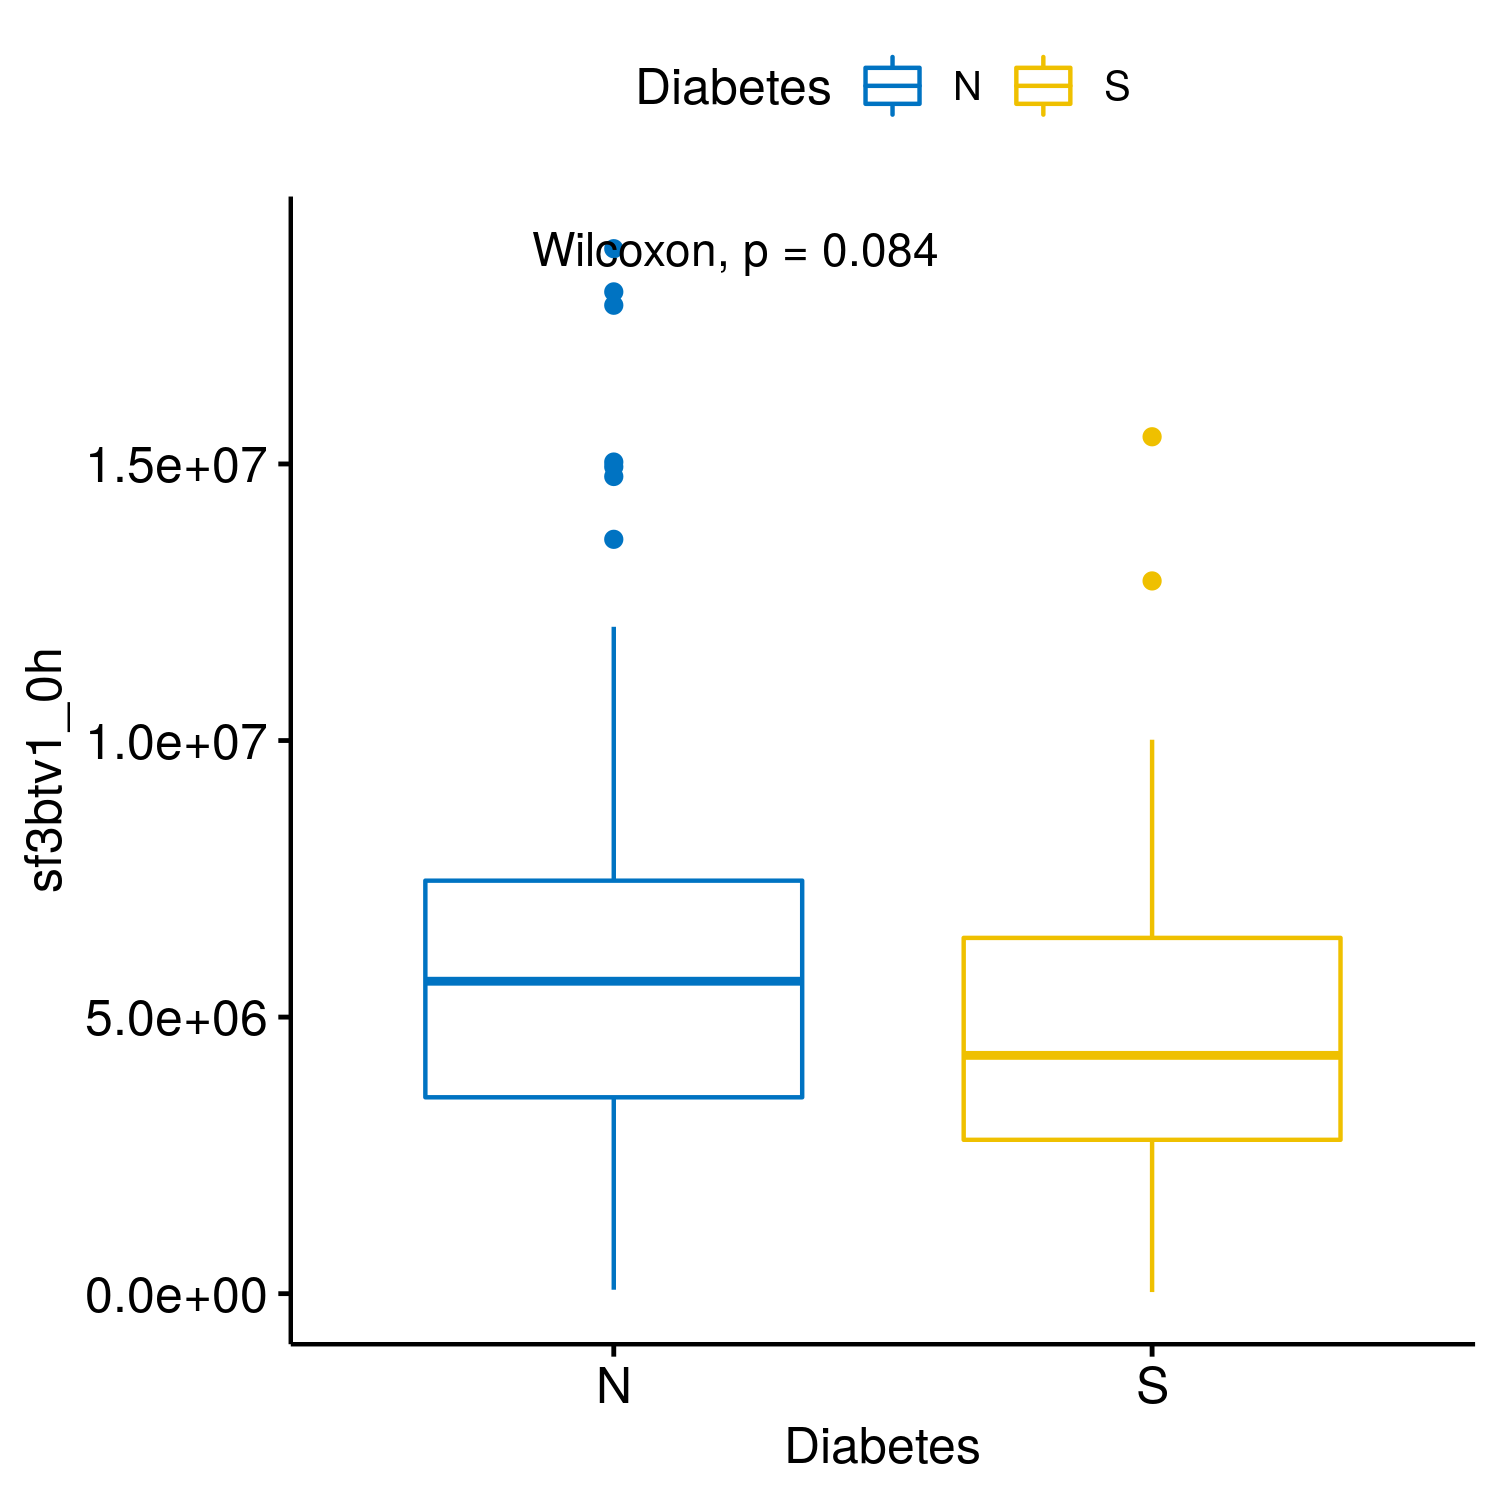 Diabetes N S
Wilcoxon, p = 0.084
sf3btv1_0h
1.5e+07
1.0e+07
5.0e+06
0.0e+00
N S
Diabetes